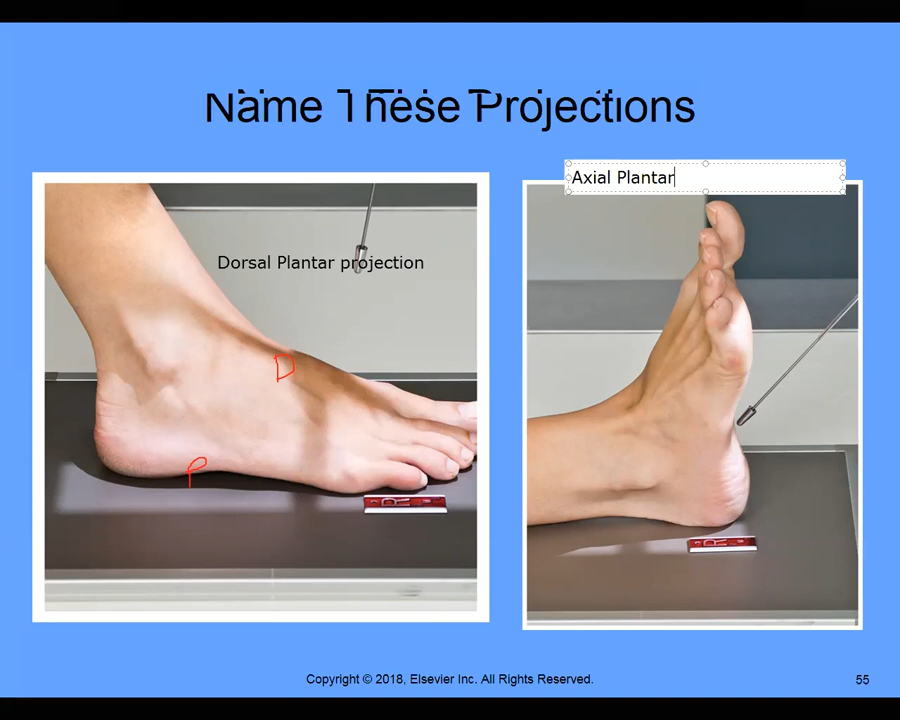 Name These Projections
Axial Plantar
Dorsal Plantar projection
D
P
R
R
Copyright © 2018, Elsevier Inc. All Rights Reserved.
55